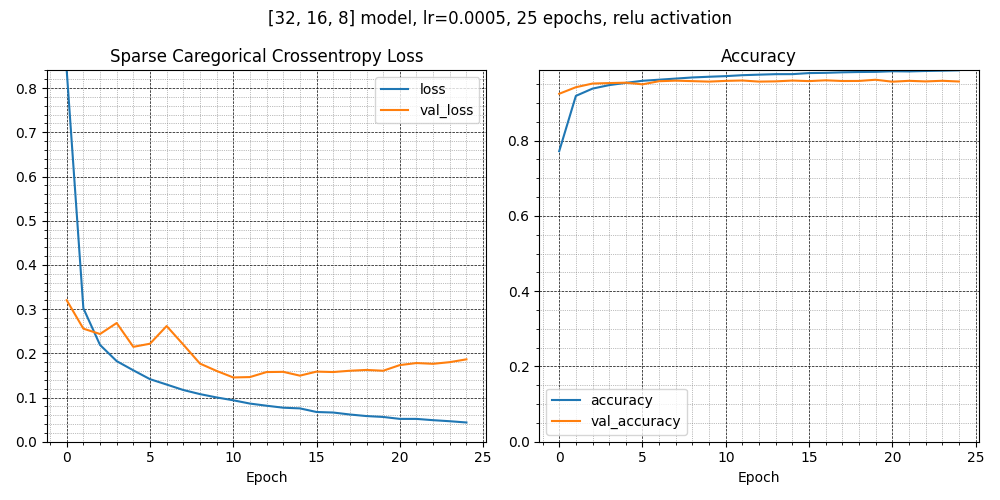 [32, 16, 8] model, lr=0.0005, 25 epochs, relu activation
Sparse Caregorical Crossentropy Loss
0.8
0.7
0.6
0.5
0.4
0.3
0.2
0.1
0.0
loss
val_loss
0 5 10 15 20 25
Epoch
Accuracy
0.8
0.6
0.4
0.2
0.0
accuracy
val_accuracy
0 5 10 15 20 25
Epoch